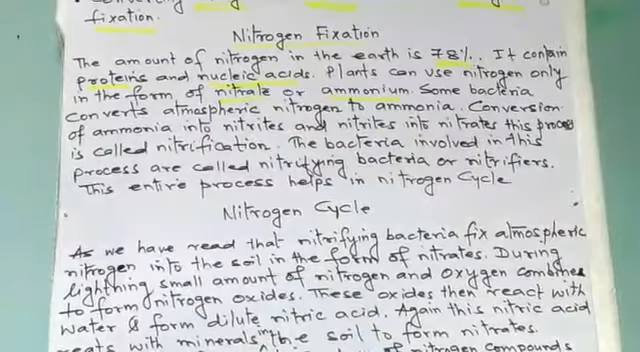 fixation.
Nitrogen Fixation
The amount of nitrogen in the earth is 78%. It contain
proteins and nucleic acids. Plants can use nitrogen only
in the form of nitrate or ammonium. Some bacteria
converts atmospheric nitrogen to ammonia. Conversion
of ammonia into nitrites and nitrites into nitrates this process
is called nitrification. The bacteria involved in this
process are called nitrifying bacteria or nitrifiers.
This entire process helps in nitrogen Cycle
Nitrogen Cycle
As we have read that nitrifying bacteria fix atmospheric
nitrogen into the soil in the form of nitrates. During
lightning small amount of nitrogen and oxygen combines
to form nitrogen oxides. These oxides then react with
water & form dilute nitric acid. Again this nitric acid
reats with minerals in the soil to form nitrates.
of nitrogen compounds